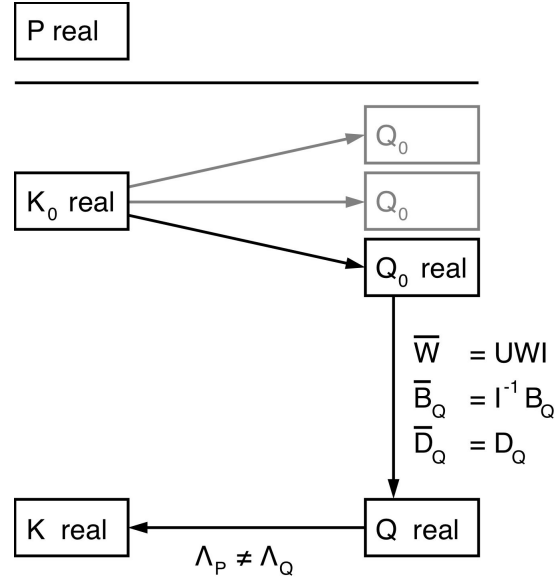 P real
Q₀
K₀ real
Q₀
Q₀ real
W̅ = UWI
B̅_Q = I⁻¹ B_Q
D̅_Q = D_Q
K real
Q real
Λ_P ≠ Λ_Q